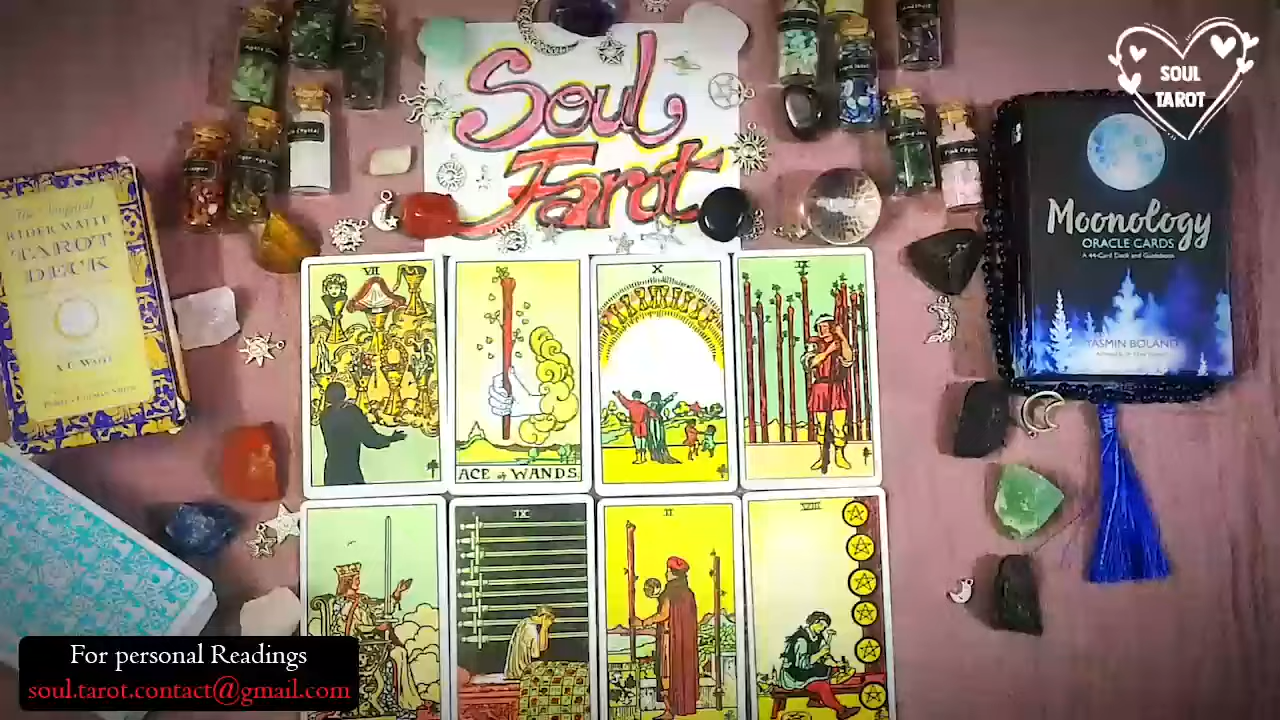 Soul
Tarot
SOUL
TAROT
The Original
RIDER WAITE
TAROT
DECK
A.E. WAITE
Moonology
ORACLE CARDS
A 44-Card Deck and Guidebook
YASMIN BOLAND
VII
ACE of WANDS
X
IX
IX
II
VIII
For personal Readings
soul.tarot.contact@gmail.com